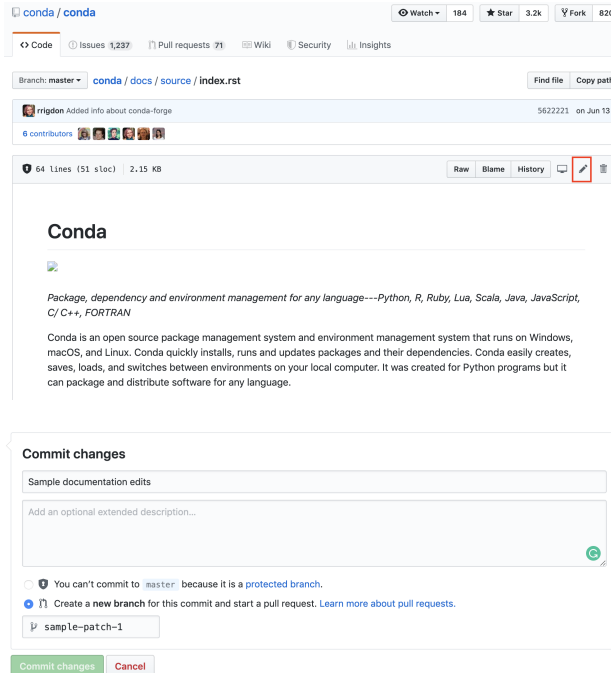 conda / conda
Watch 184 Star 3.2k Fork 820
Code Issues 1,237 Pull requests 71 Wiki Security Insights
Branch: master conda / docs / source / index.rst Find file Copy path
rrigdon Added info about conda-forge 5622221 on Jun 13
6 contributors
64 lines (51 sloc) 2.15 KB Raw Blame History
Conda
Package, dependency and environment management for any language---Python, R, Ruby, Lua, Scala, Java, JavaScript,
C/ C++, FORTRAN
Conda is an open source package management system and environment management system that runs on Windows,
macOS, and Linux. Conda quickly installs, runs and updates packages and their dependencies. Conda easily creates,
saves, loads, and switches between environments on your local computer. It was created for Python programs but it
can package and distribute software for any language.
Commit changes
Sample documentation edits
Add an optional extended description...
You can't commit to master because it is a protected branch.
Create a new branch for this commit and start a pull request. Learn more about pull requests.
sample-patch-1
Commit changes Cancel